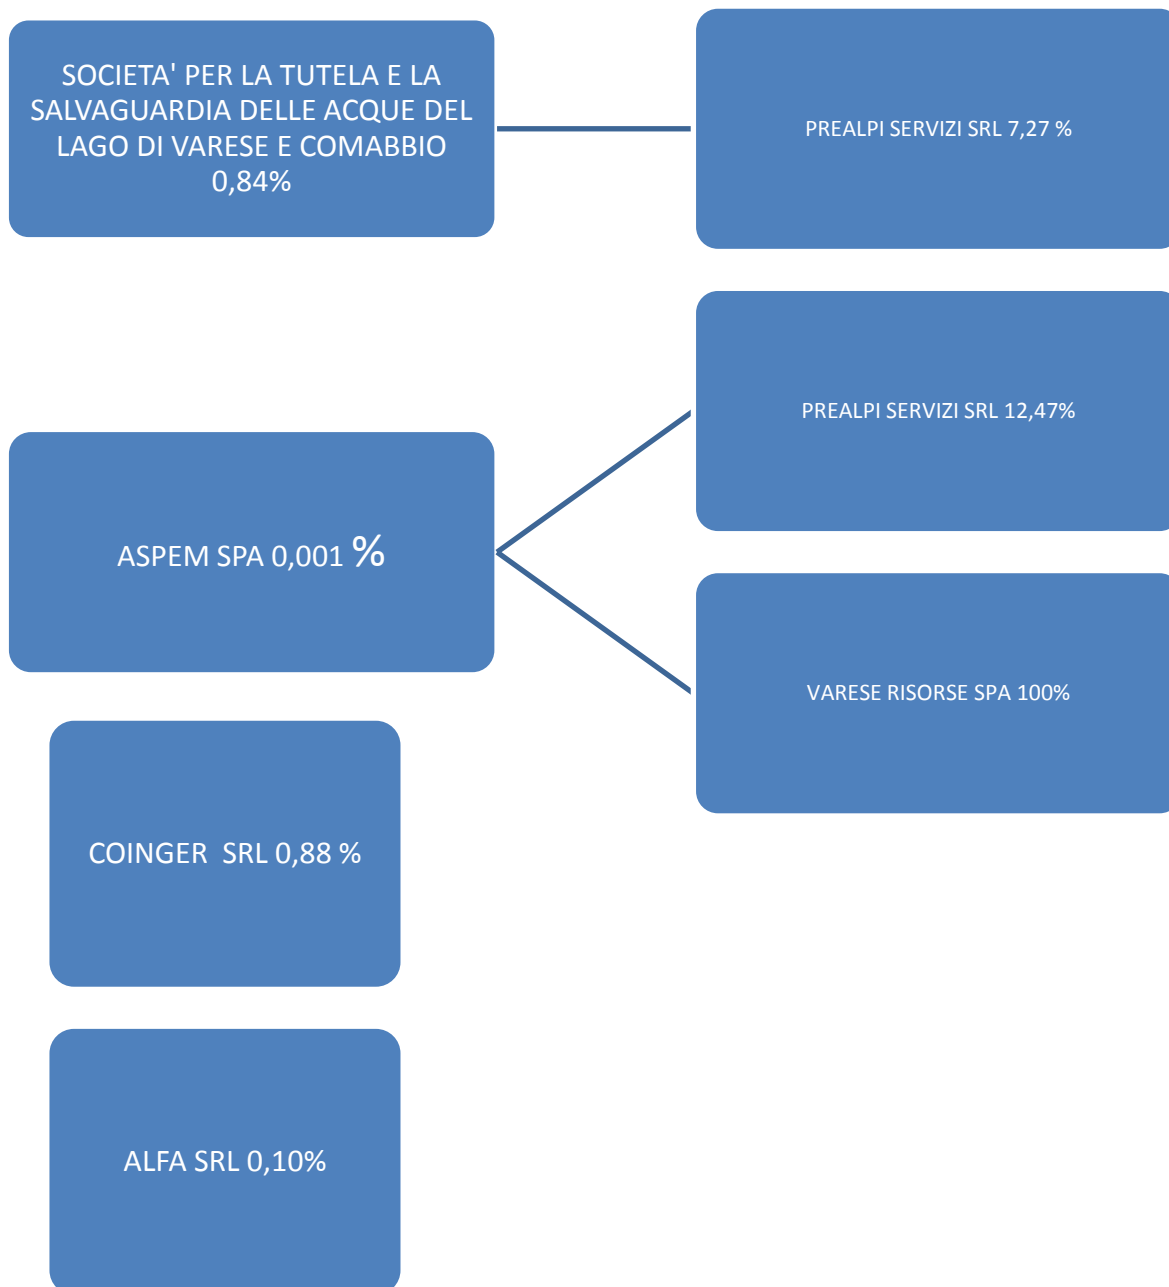 SOCIETA' PER LA TUTELA E LA
SALVAGUARDIA DELLE ACQUE DEL
LAGO DI VARESE E COMABBIO
0,84%
PREALPI SERVIZI SRL 7,27 %
PREALPI SERVIZI SRL 12,47%
ASPEM SPA 0,001 %
VARESE RISORSE SPA 100%
COINGER  SRL 0,88 %
ALFA SRL 0,10%